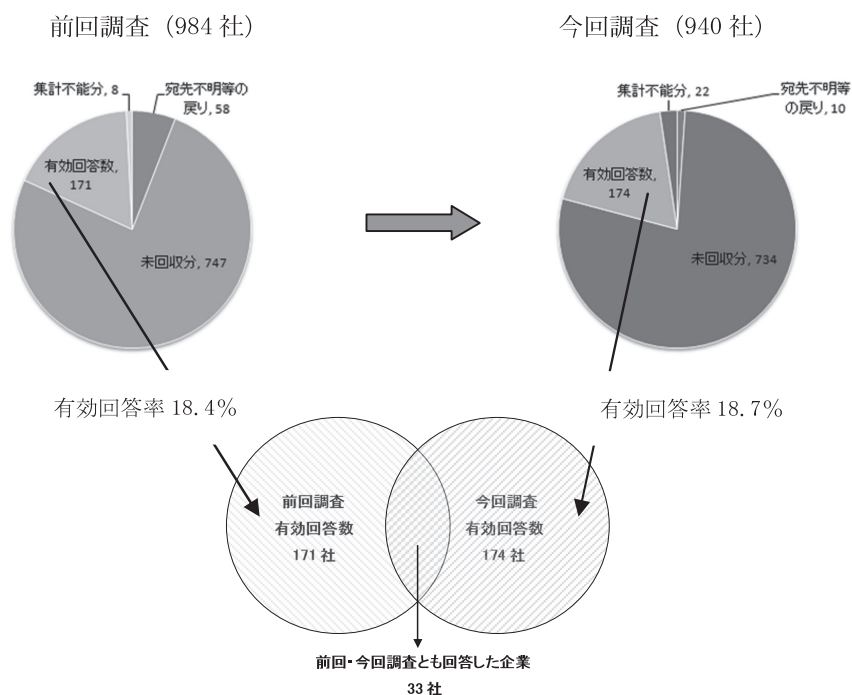 前回調査（984 社）
今回調査（940 社）
集計不能分, 8
宛先不明等の
戻り, 58
有効回答数,
171
未回収分, 747
集計不能分, 22
宛先不明等
の戻り, 10
有効回答数,
174
未回収分, 734
有効回答率 18.4%
有効回答率 18.7%
前回調査
有効回答数
171 社
今回調査
有効回答数
174 社
前回・今回調査とも回答した企業
33 社